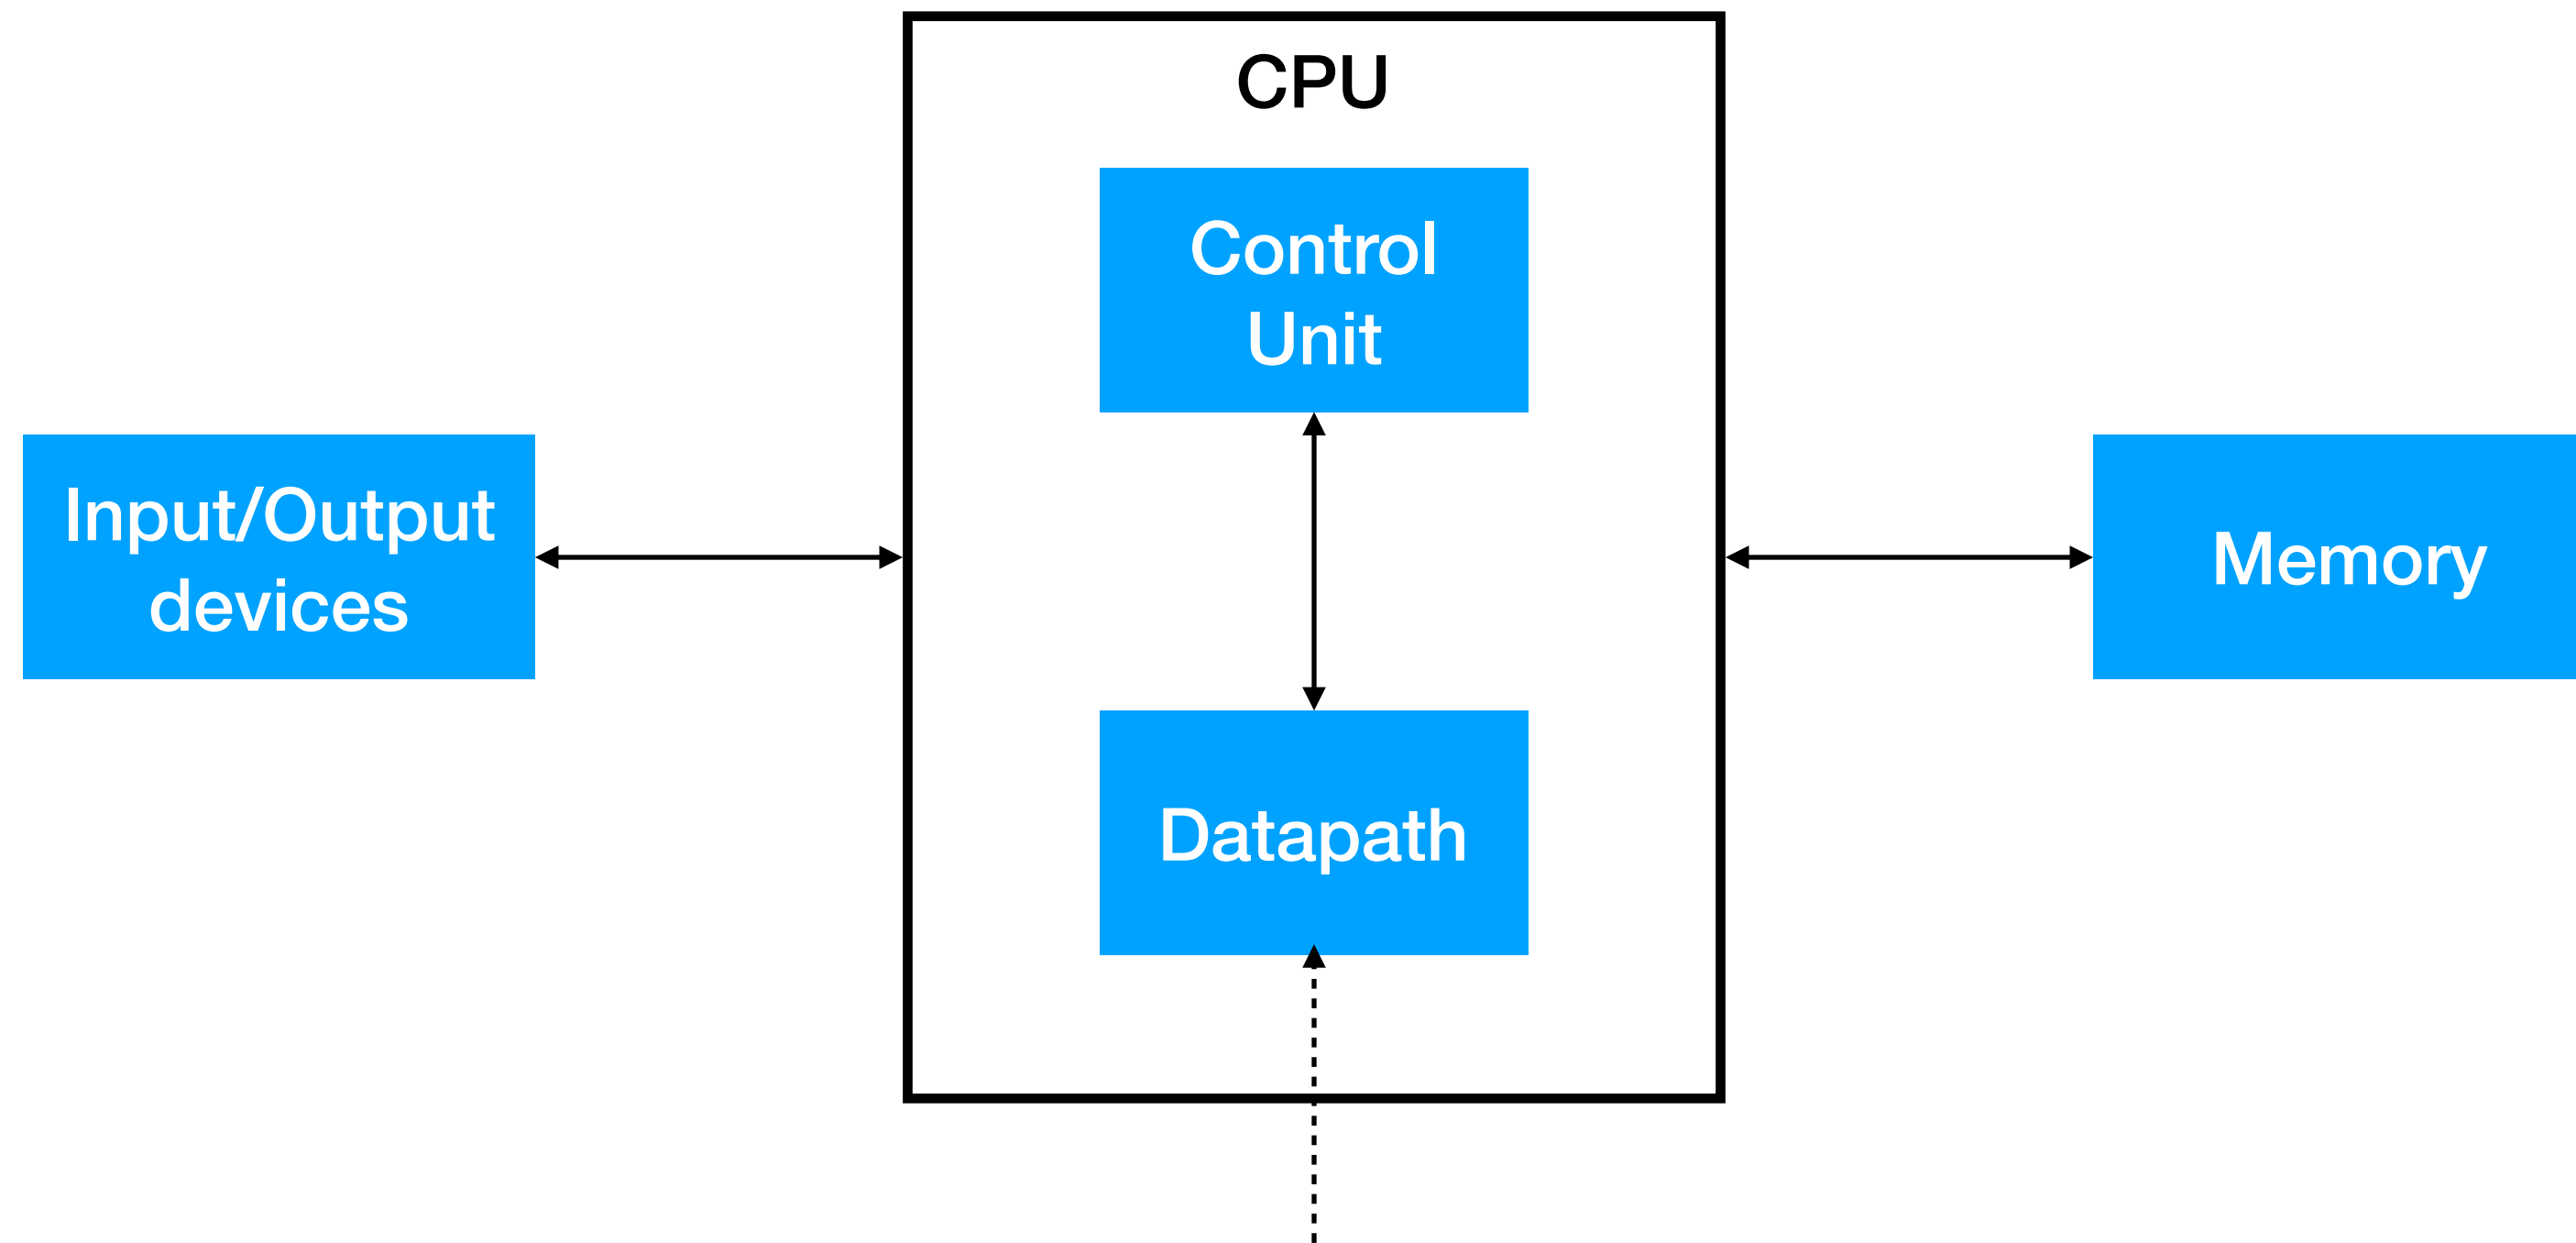 CPU
Control
Unit
Input/Output
devices
Memory
Datapath